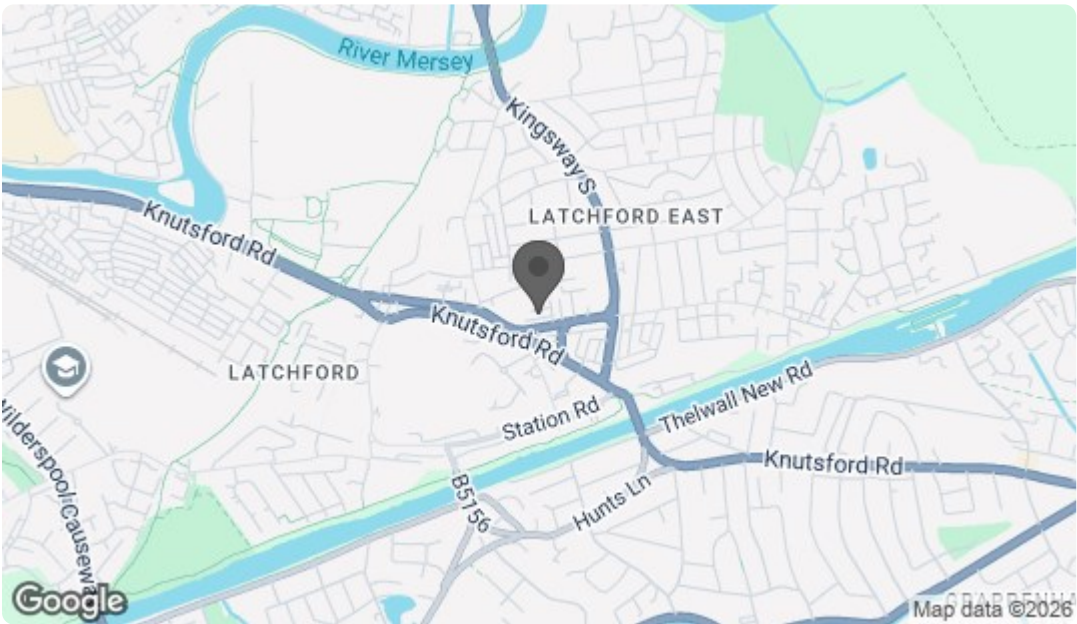 River Mersey
Kingsway S
LATCHFORD EAST
Knutsford Rd
Knutsford Rd
LATCHFORD
Thelwall New Rd
Station Rd
Knutsford Rd
B5156
Hunts Ln
Wilderspool Causeway
Google
Map data ©2026